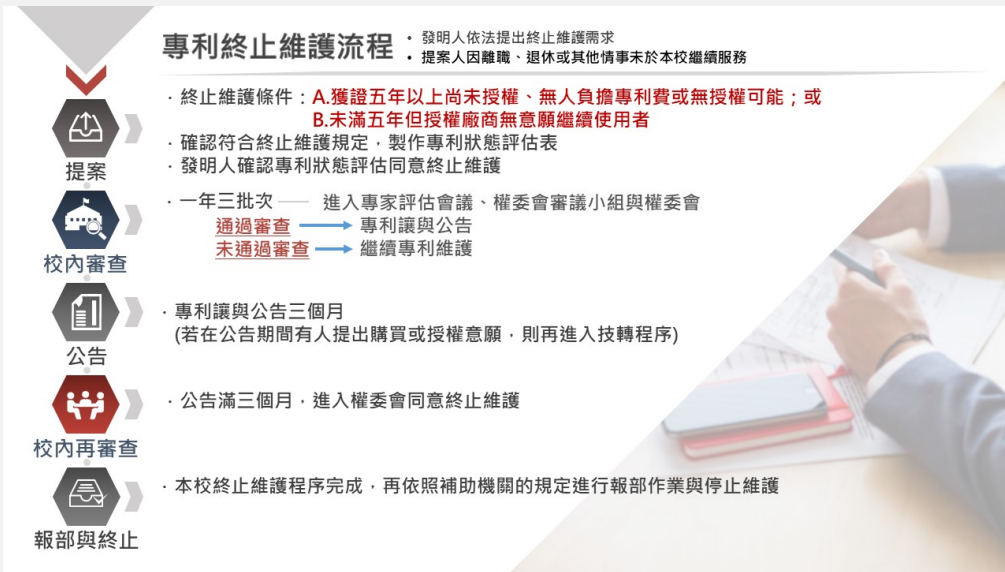 專利終止維護流程
· 發明人依法提出終止維護需求
· 提案人因離職、退休或其他情事未於本校繼續服務
提案
· 終止維護條件：A.獲證五年以上尚未授權、無人負擔專利費或無授權可能；或
B.未滿五年但授權廠商無意願繼續使用者
· 確認符合終止維護規定，製作專利狀態評估表
· 發明人確認專利狀態評估同意終止維護
校內審查
· 一年三批次 —— 進入專家評估會議、權委會審議小組與權委會
通過審查 → 專利讓與公告
未通過審查 → 繼續專利維護
公告
· 專利讓與公告三個月
(若在公告期間有人提出購買或授權意願，則再進入技轉程序)
校內再審查
· 公告滿三個月，進入權委會同意終止維護
報部與終止
· 本校終止維護程序完成，再依照補助機關的規定進行報部作業與停止維護